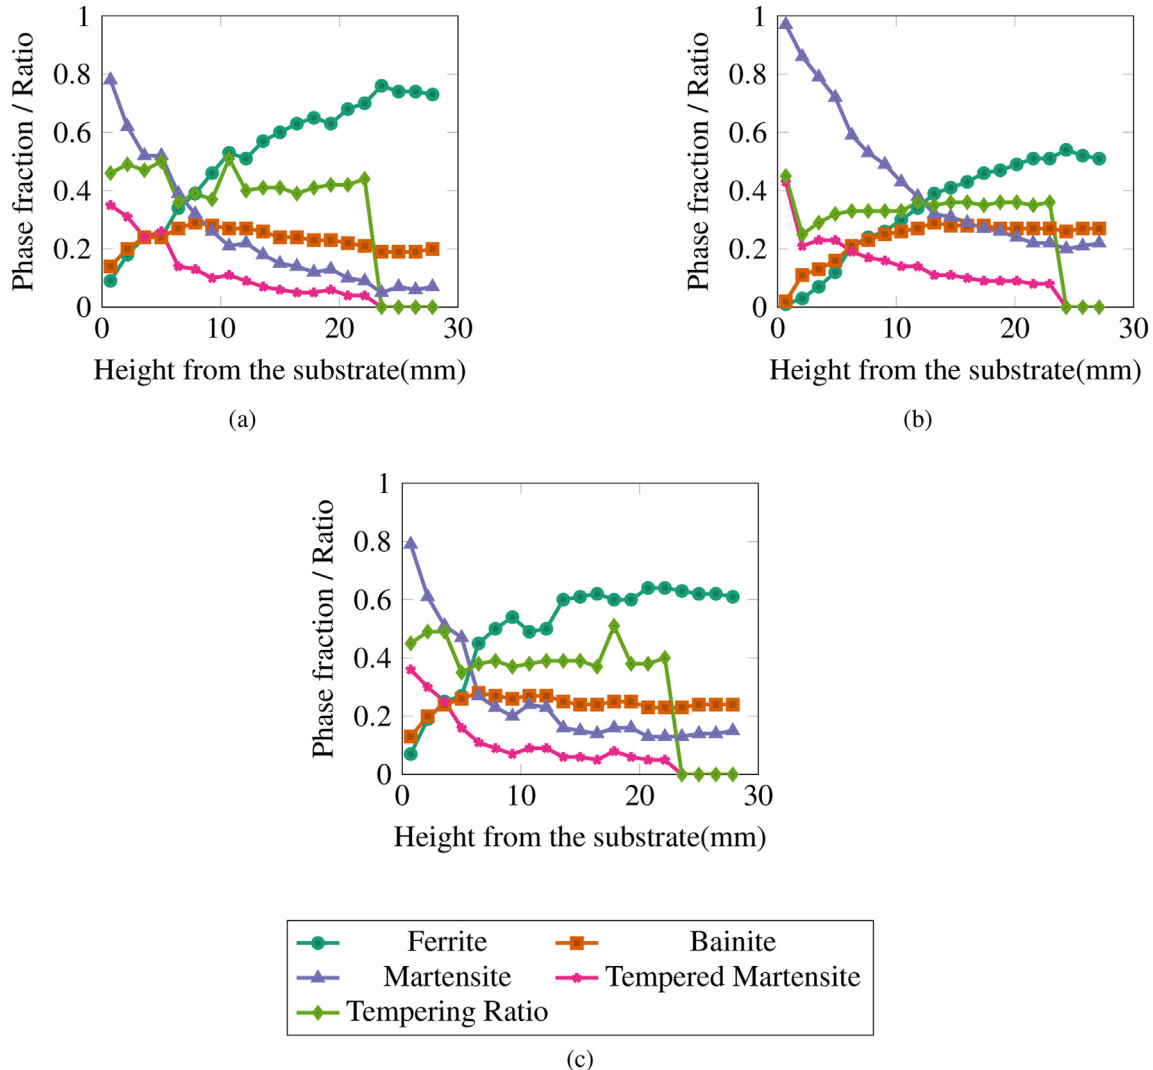 Phase fraction / Ratio
1
0.8
0.6
0.4
0.2
0
0 10 20 30
Height from the substrate(mm)
(a)
Phase fraction / Ratio
1
0.8
0.6
0.4
0.2
0
0 10 20 30
Height from the substrate(mm)
(b)
Phase fraction / Ratio
1
0.8
0.6
0.4
0.2
0
0 10 20 30
Height from the substrate(mm)
Ferrite Bainite
Martensite Tempered Martensite
Tempering Ratio
(c)